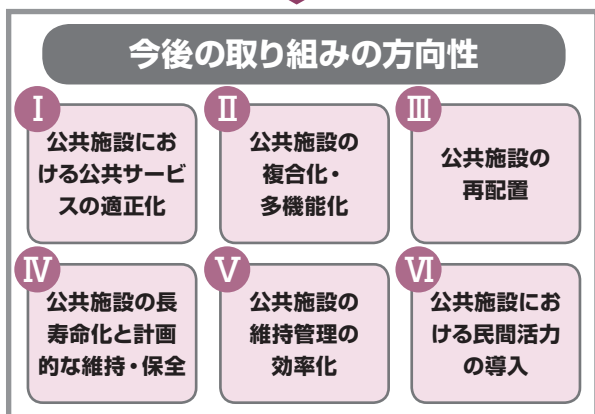 今後の取り組みの方向性
Ⅰ
公共施設にお
ける公共サービ
スの適正化
Ⅱ
公共施設の
複合化・
多機能化
Ⅲ
公共施設の
再配置
Ⅳ
公共施設の長
寿命化と計画
的な維持・保全
Ⅴ
公共施設の
維持管理の
効率化
Ⅵ
公共施設にお
ける民間活力
の導入